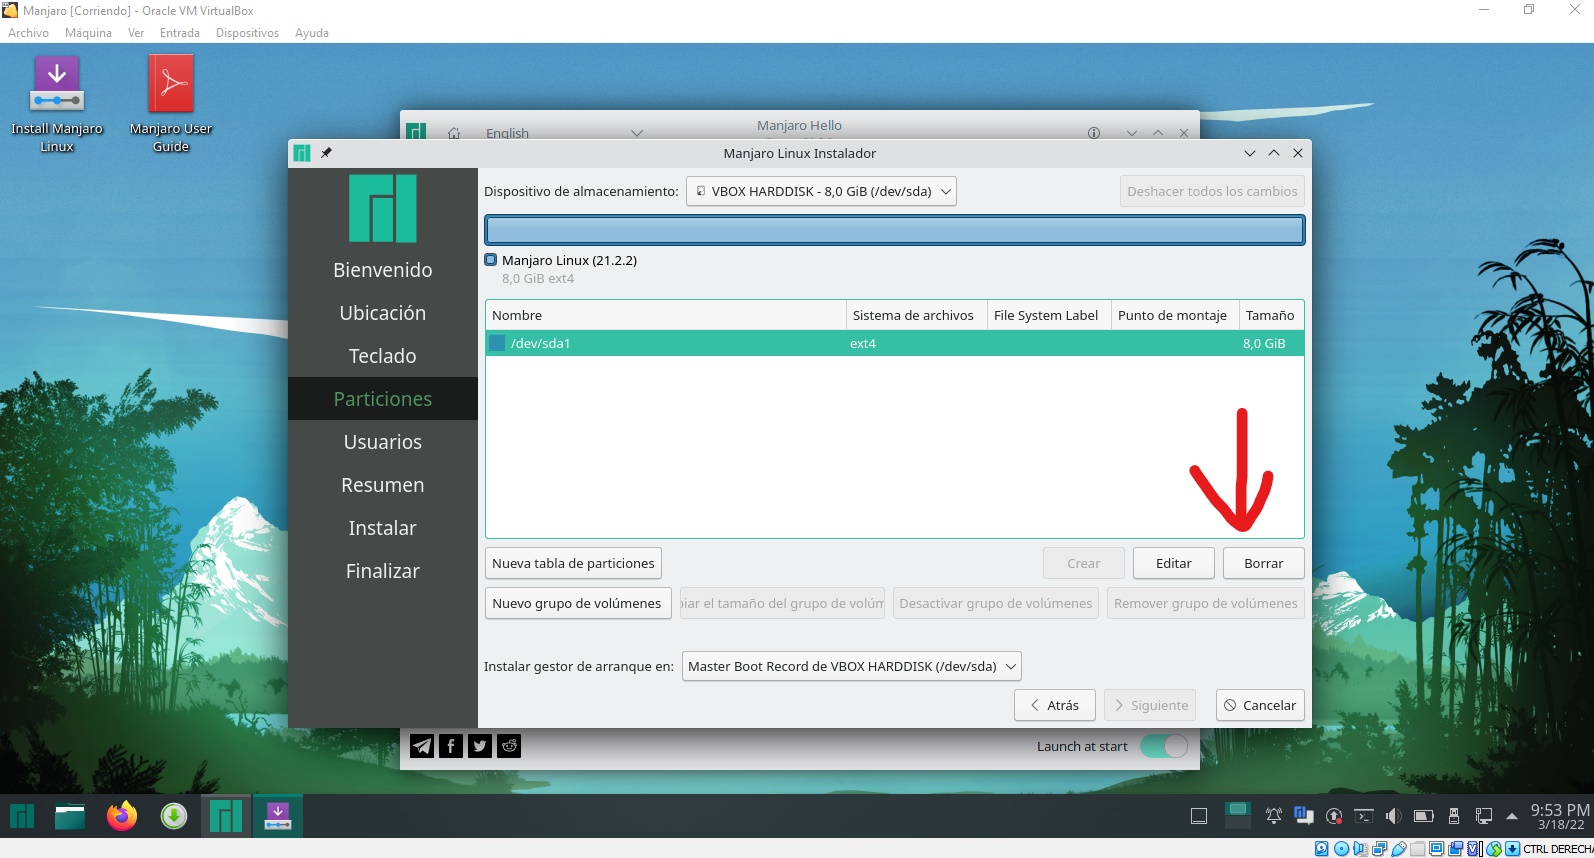 Manjaro [Corriendo] - Oracle VM VirtualBox
Archivo Máquina Ver Entrada Dispositivos Ayuda
Install Manjaro
Linux
Manjaro User
Guide
English
Manjaro Hello
Manjaro Linux Instalador
Bienvenido
Ubicación
Teclado
Particiones
Usuarios
Resumen
Instalar
Finalizar
Dispositivo de almacenamiento: VBOX HARDDISK - 8,0 GiB (/dev/sda) Deshacer todos los cambios
Manjaro Linux (21.2.2)
8,0 GiB ext4
Nombre Sistema de archivos File System Label Punto de montaje Tamaño
/dev/sda1 ext4 8,0 GiB
Nueva tabla de particiones Crear Editar Borrar
Nuevo grupo de volúmenes iar el tamaño del grupo de volúm Desactivar grupo de volúmenes Remover grupo de volúmenes
Instalar gestor de arranque en: Master Boot Record de VBOX HARDDISK (/dev/sda)
Atrás Siguiente Cancelar
Launch at start
9:53 PM
3/18/22
CTRL DERECH